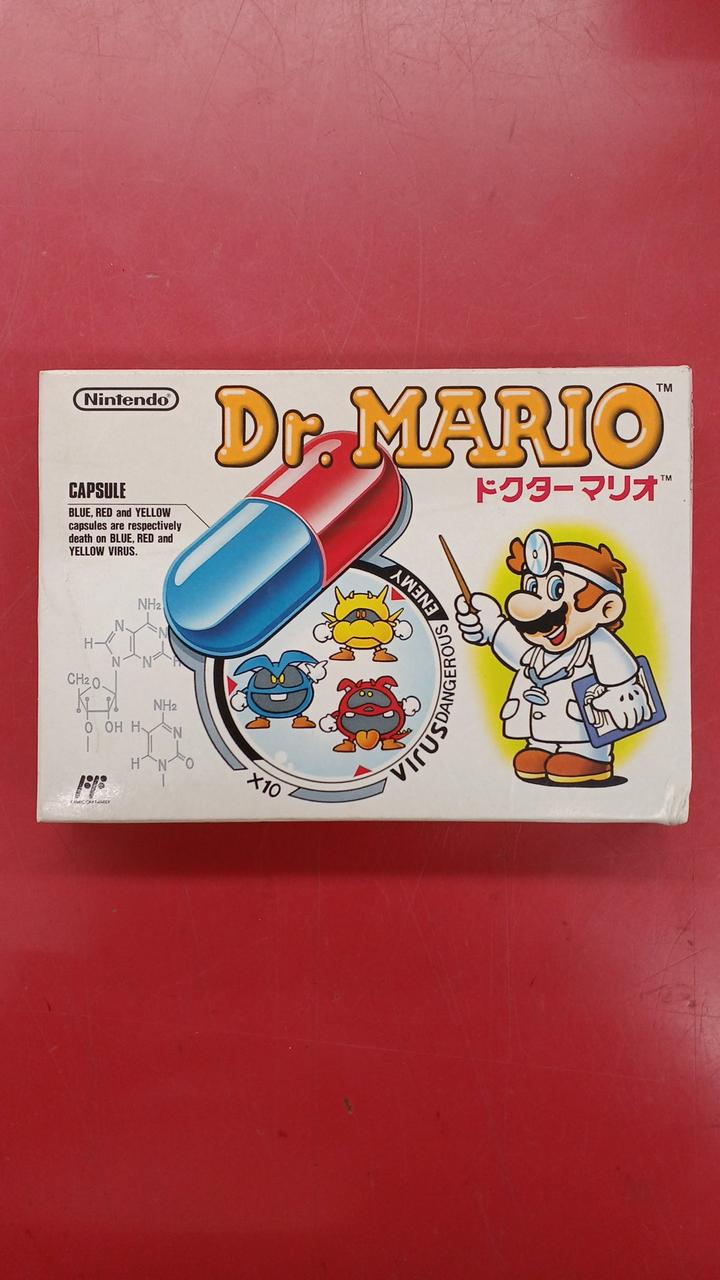 Nintendo®
Dr. MARIO™
ドクターマリオ™
CAPSULE
BLUE, RED and YELLOW
capsules are respectively
death on BLUE, RED and
YELLOW VIRUS.
VIRUS DANGEROUS ENEMY
X10
NH₂
N
N
H
N
N
H
CH₂
O
O
OH
NH₂
H
N
H
N
O
FF